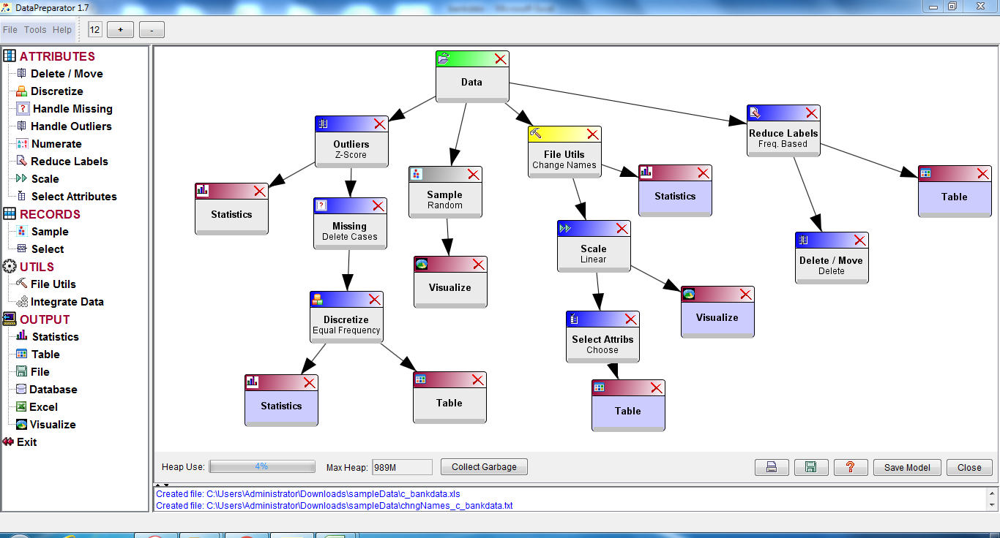 DataPreparator 1.7
File Tools Help
12
+
-
ATTRIBUTES
Delete / Move
Discretize
Handle Missing
Handle Outliers
Numerate
Reduce Labels
Scale
Select Attributes
RECORDS
Sample
Select
UTILS
File Utils
Integrate Data
OUTPUT
Statistics
Table
File
Database
Excel
Visualize
Exit
Data
Outliers
Z-Score
Statistics
Missing
Delete Cases
Discretize
Equal Frequency
Statistics
Table
Sample
Random
Visualize
File Utils
Change Names
Statistics
Scale
Linear
Visualize
Select Attribs
Choose
Table
Reduce Labels
Freq. Based
Table
Delete / Move
Delete
Heap Use:
4%
Max Heap:
989M
Collect Garbage
?
Save Model
Close
Created file: C:\Users\Administrator\Downloads\sampleData\c_bankdata.xls
Created file: C:\Users\Administrator\Downloads\sampleData\chngNames_c_bankdata.txt